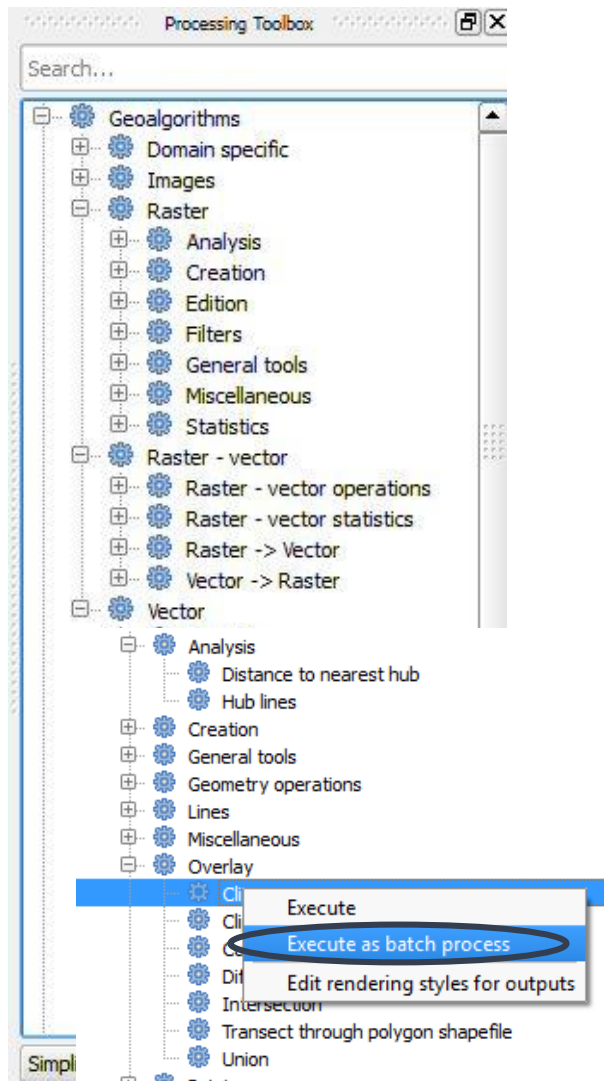 Processing Toolbox
Search...
Geoalgorithms
Domain specific
Images
Raster
Analysis
Creation
Edition
Filters
General tools
Miscellaneous
Statistics
Raster - vector
Raster - vector operations
Raster - vector statistics
Raster -> Vector
Vector -> Raster
Vector
Analysis
Distance to nearest hub
Hub lines
Creation
General tools
Geometry operations
Lines
Miscellaneous
Overlay
Execute
Execute as batch process
Edit rendering styles for outputs
Intersection
Transect through polygon shapefile
Union